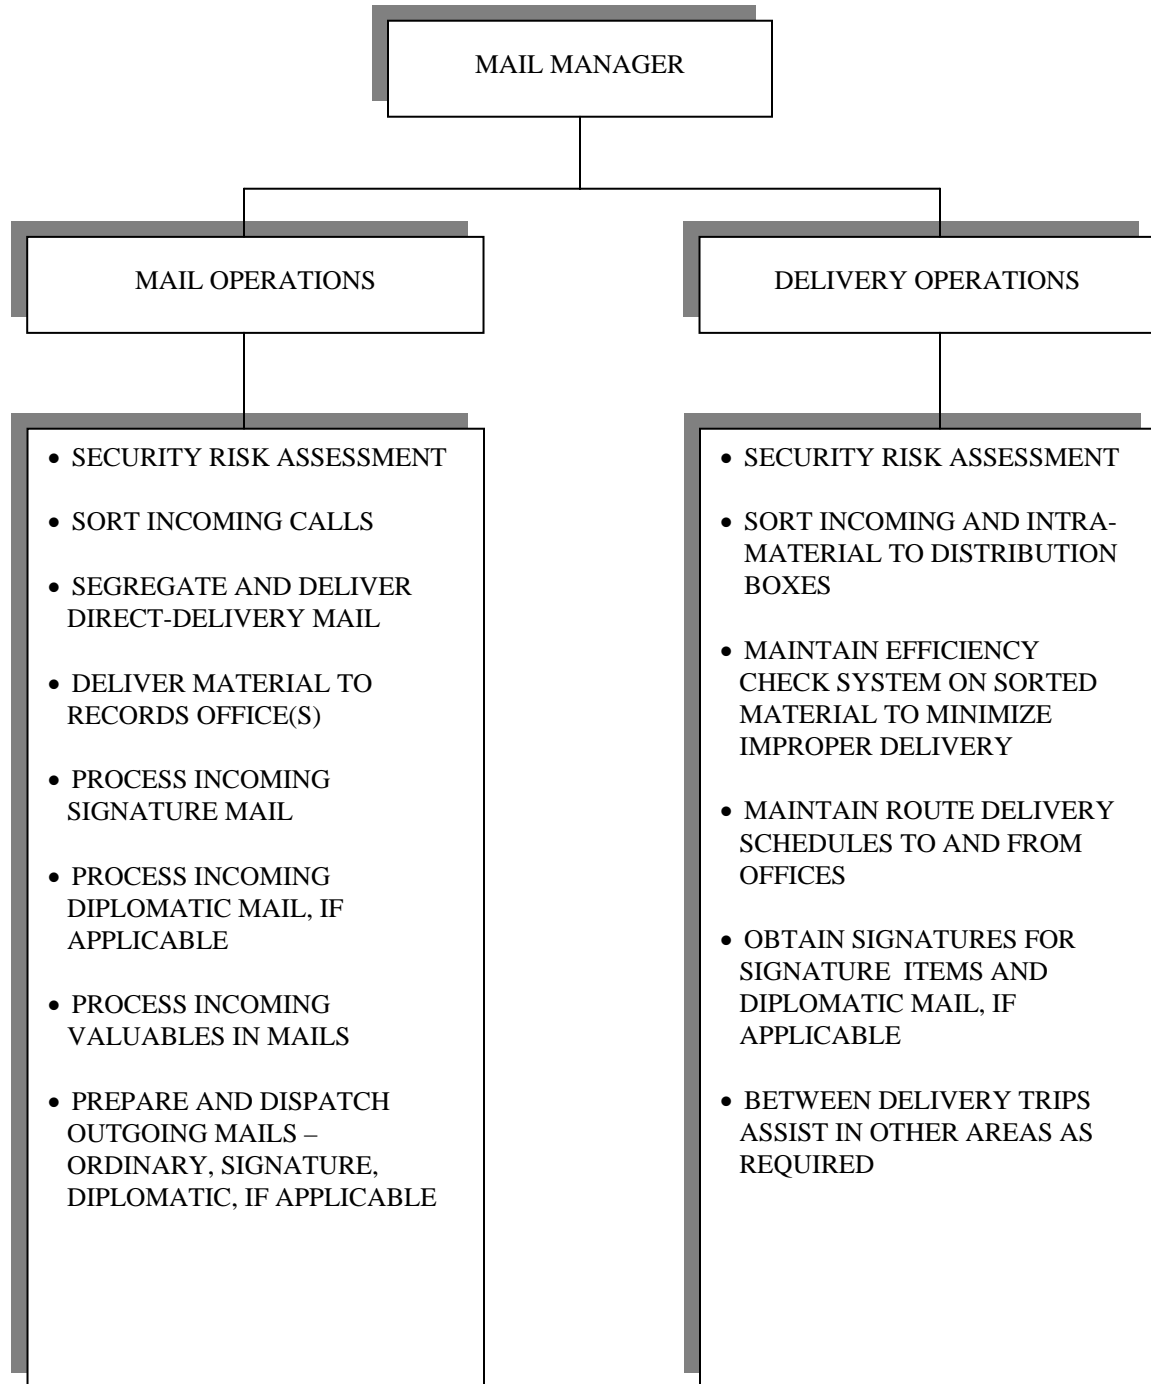 MAIL MANAGER
MAIL OPERATIONS
DELIVERY OPERATIONS
• SECURITY RISK ASSESSMENT
• SORT INCOMING CALLS
• SEGREGATE AND DELIVER
DIRECT-DELIVERY MAIL
• DELIVER MATERIAL TO
RECORDS OFFICE(S)
• PROCESS INCOMING
SIGNATURE MAIL
• PROCESS INCOMING
DIPLOMATIC MAIL, IF
APPLICABLE
• PROCESS INCOMING
VALUABLES IN MAILS
• PREPARE AND DISPATCH
OUTGOING MAILS –
ORDINARY, SIGNATURE,
DIPLOMATIC, IF APPLICABLE
• SECURITY RISK ASSESSMENT
• SORT INCOMING AND INTRA-
MATERIAL TO DISTRIBUTION
BOXES
• MAINTAIN EFFICIENCY
CHECK SYSTEM ON SORTED
MATERIAL TO MINIMIZE
IMPROPER DELIVERY
• MAINTAIN ROUTE DELIVERY
SCHEDULES TO AND FROM
OFFICES
• OBTAIN SIGNATURES FOR
SIGNATURE ITEMS AND
DIPLOMATIC MAIL, IF
APPLICABLE
• BETWEEN DELIVERY TRIPS
ASSIST IN OTHER AREAS AS
REQUIRED